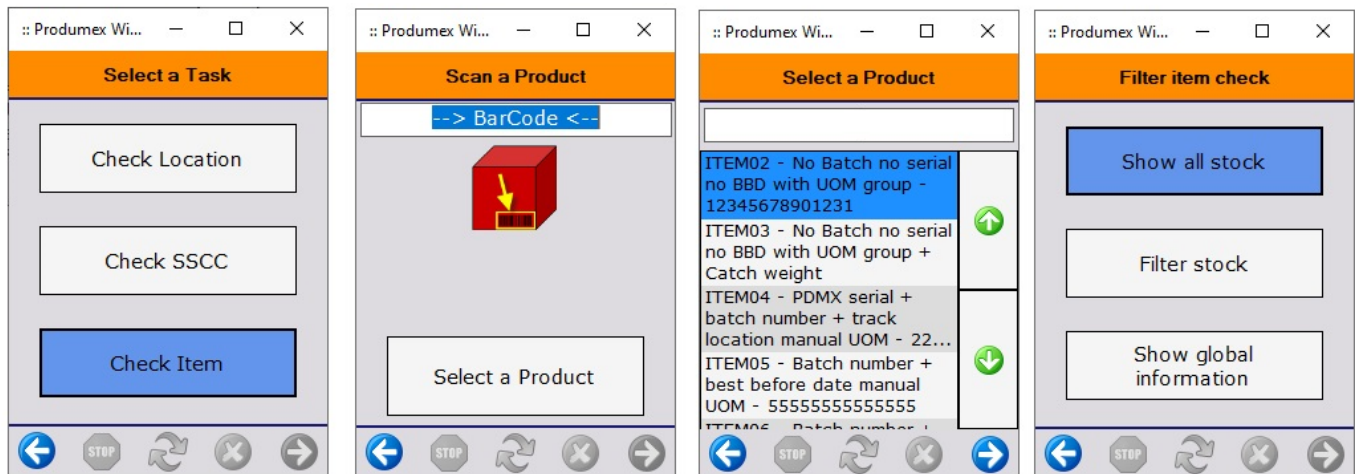 :: Produmex Wi...
Select a Task
Check Location
Check SSCC
Check Item
STOP
:: Produmex Wi...
Scan a Product
--> BarCode <--
Select a Product
STOP
:: Produmex Wi...
Select a Product
ITEM02 - No Batch no serial
no BBD with UOM group -
12345678901231
ITEM03 - No Batch no serial
no BBD with UOM group +
Catch weight
ITEM04 - PDMX serial +
batch number + track
location manual UOM - 22...
ITEM05 - Batch number +
best before date manual
UOM - 55555555555555
ITEM06 - Batch number +
STOP
:: Produmex Wi...
Filter item check
Show all stock
Filter stock
Show global
information
STOP